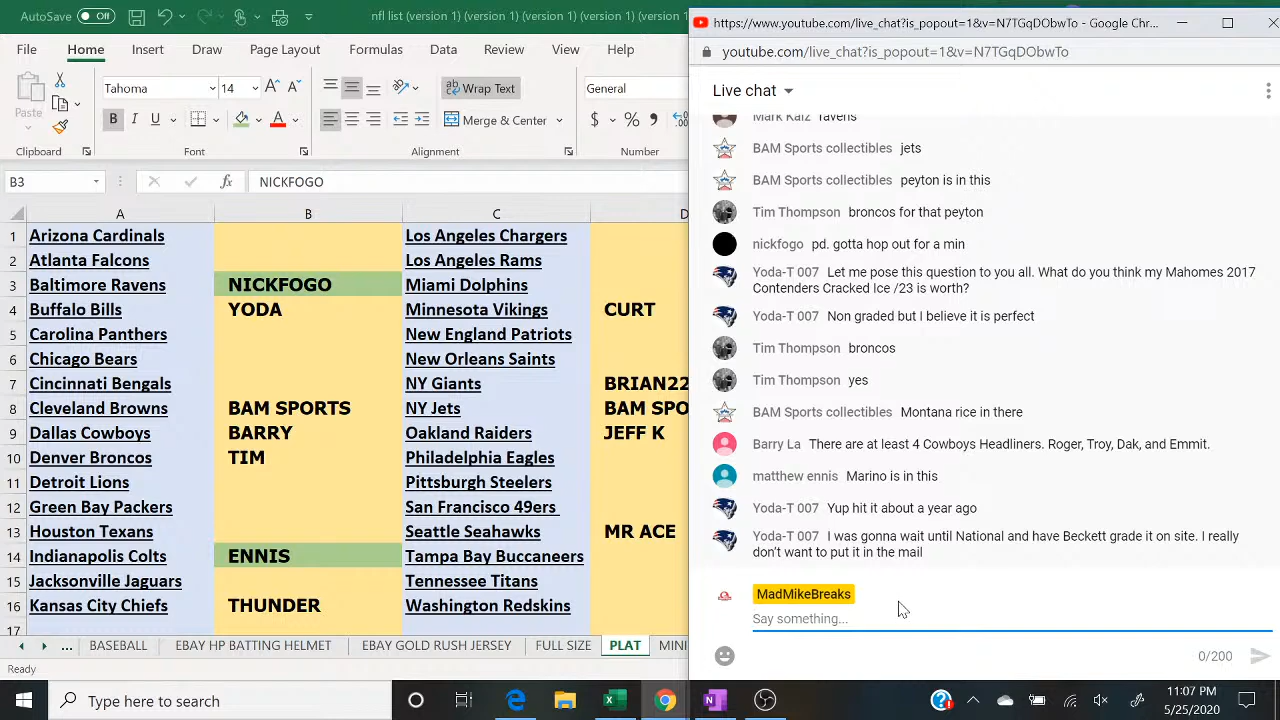 AutoSave Off nfl list (version 1) (version 1) (version 1) (version 1) (version 1
https://www.youtube.com/live_chat?is_popout=1&v=N7TGqDObwTo - Google Chr...
youtube.com/live_chat?is_popout=1&v=N7TGqDObwTo
File Home Insert Draw Page Layout Formulas Data Review View Help
Paste Tahoma 14 A A Wrap Text General
B I U A Merge & Center $ % 9
Clipboard Font Alignment Number
B3 fx NICKFOGO
A B C D
1 Arizona Cardinals Los Angeles Chargers
2 Atlanta Falcons Los Angeles Rams
3 Baltimore Ravens NICKFOGO Miami Dolphins
4 Buffalo Bills YODA Minnesota Vikings CURT
5 Carolina Panthers New England Patriots
6 Chicago Bears New Orleans Saints
7 Cincinnati Bengals NY Giants BRIAN22
8 Cleveland Browns BAM SPORTS NY Jets BAM SPO
9 Dallas Cowboys BARRY Oakland Raiders JEFF K
10 Denver Broncos TIM Philadelphia Eagles
11 Detroit Lions Pittsburgh Steelers
12 Green Bay Packers San Francisco 49ers
13 Houston Texans Seattle Seahawks MR ACE
14 Indianapolis Colts ENNIS Tampa Bay Buccaneers
15 Jacksonville Jaguars Tennessee Titans
16 Kansas City Chiefs THUNDER Washington Redskins
17
... BASEBALL EBAY HP BATTING HELMET EBAY GOLD RUSH JERSEY FULL SIZE PLAT MINI
Ready
Live chat
Mark Kalz ravens
BAM Sports collectibles jets
BAM Sports collectibles peyton is in this
Tim Thompson broncos for that peyton
nickfogo pd. gotta hop out for a min
Yoda-T 007 Let me pose this question to you all. What do you think my Mahomes 2017
Contenders Cracked Ice /23 is worth?
Yoda-T 007 Non graded but I believe it is perfect
Tim Thompson broncos
Tim Thompson yes
BAM Sports collectibles Montana rice in there
Barry La There are at least 4 Cowboys Headliners. Roger, Troy, Dak, and Emmit.
matthew ennis Marino is in this
Yoda-T 007 Yup hit it about a year ago
Yoda-T 007 I was gonna wait until National and have Beckett grade it on site. I really
don't want to put it in the mail
MadMikeBreaks
Say something...
0/200
Type here to search
11:07 PM
5/25/2020